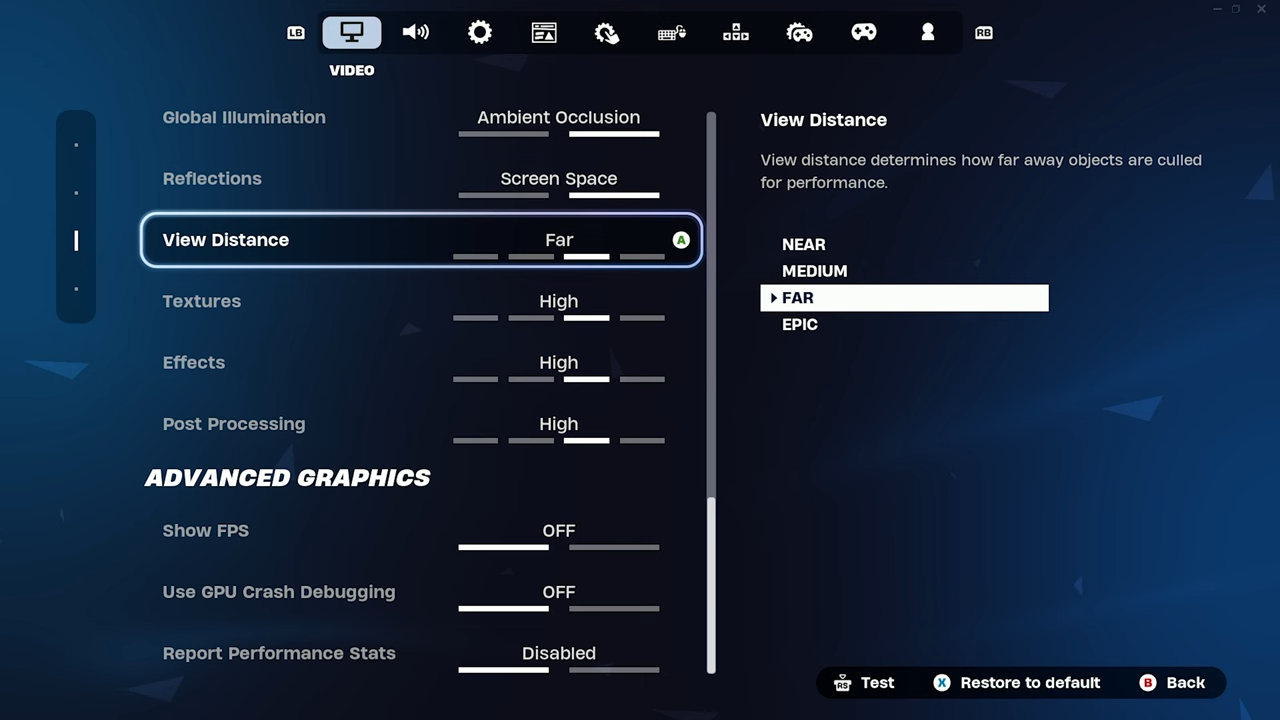 LB
RB
VIDEO
Global Illumination
Ambient Occlusion
Reflections
Screen Space
View Distance
Far
A
Textures
High
Effects
High
Post Processing
High
ADVANCED GRAPHICS
Show FPS
OFF
Use GPU Crash Debugging
OFF
Report Performance Stats
Disabled
View Distance
View distance determines how far away objects are culled
for performance.
NEAR
MEDIUM
FAR
EPIC
RS Test
X Restore to default
B Back